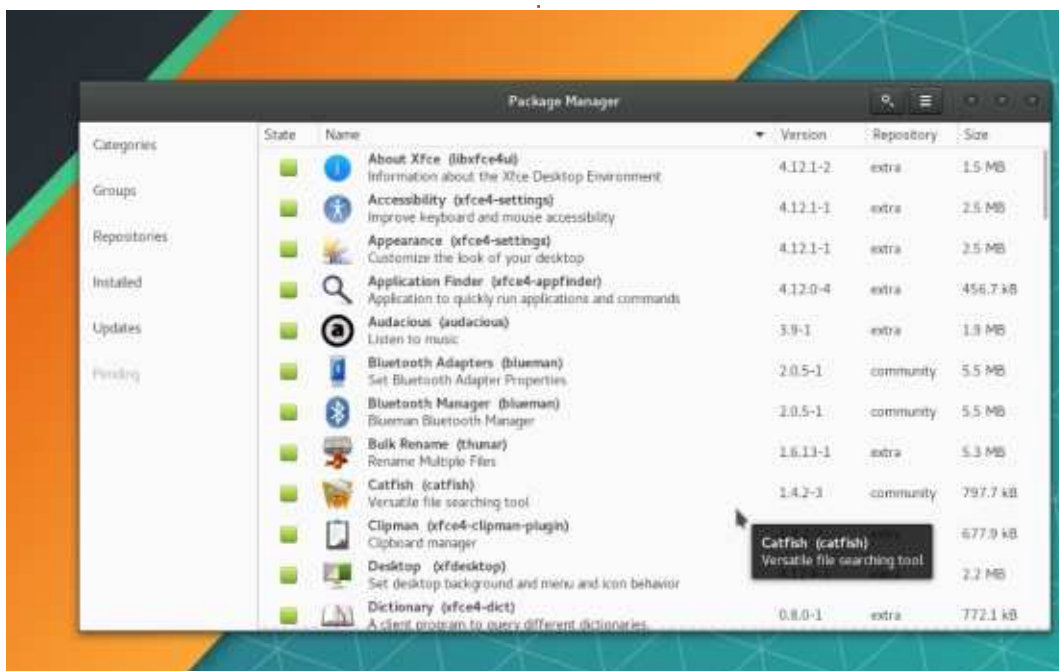 Package Manager
Categories
Groups
Repositories
Installed
Updates
Pending
State Name Version Repository Size
About Xfce (libxfce4ui)
Information about the Xfce Desktop Environment
4.12.1-2 extra 1.5 MB
Accessibility (xfce4-settings)
Improve keyboard and mouse accessibility
4.12.1-1 extra 2.5 MB
Appearance (xfce4-settings)
Customize the look of your desktop
4.12.1-1 extra 2.5 MB
Application Finder (xfce4-appfinder)
Application to quickly run applications and commands
4.12.0-4 extra 456.7 kB
Audacious (audacious)
Listen to music
3.9-1 extra 1.9 MB
Bluetooth Adapters (blueman)
Set Bluetooth Adapter Properties
2.0.5-1 community 5.5 MB
Bluetooth Manager (blueman)
Blueman Bluetooth Manager
2.0.5-1 community 5.5 MB
Bulk Rename (thunar)
Rename Multiple Files
1.6.13-1 extra 5.3 MB
Catfish (catfish)
Versatile file searching tool
1.4.2-3 community 797.7 kB
Clipman (xfce4-clipman-plugin)
Clipboard manager
677.9 kB
Catfish (catfish)
Versatile file searching tool
Desktop (xfdesktop)
Set desktop background and menu and icon behavior
2.2 MB
Dictionary (xfce4-dict)
A client program to query different dictionaries.
0.8.0-1 extra 772.1 kB